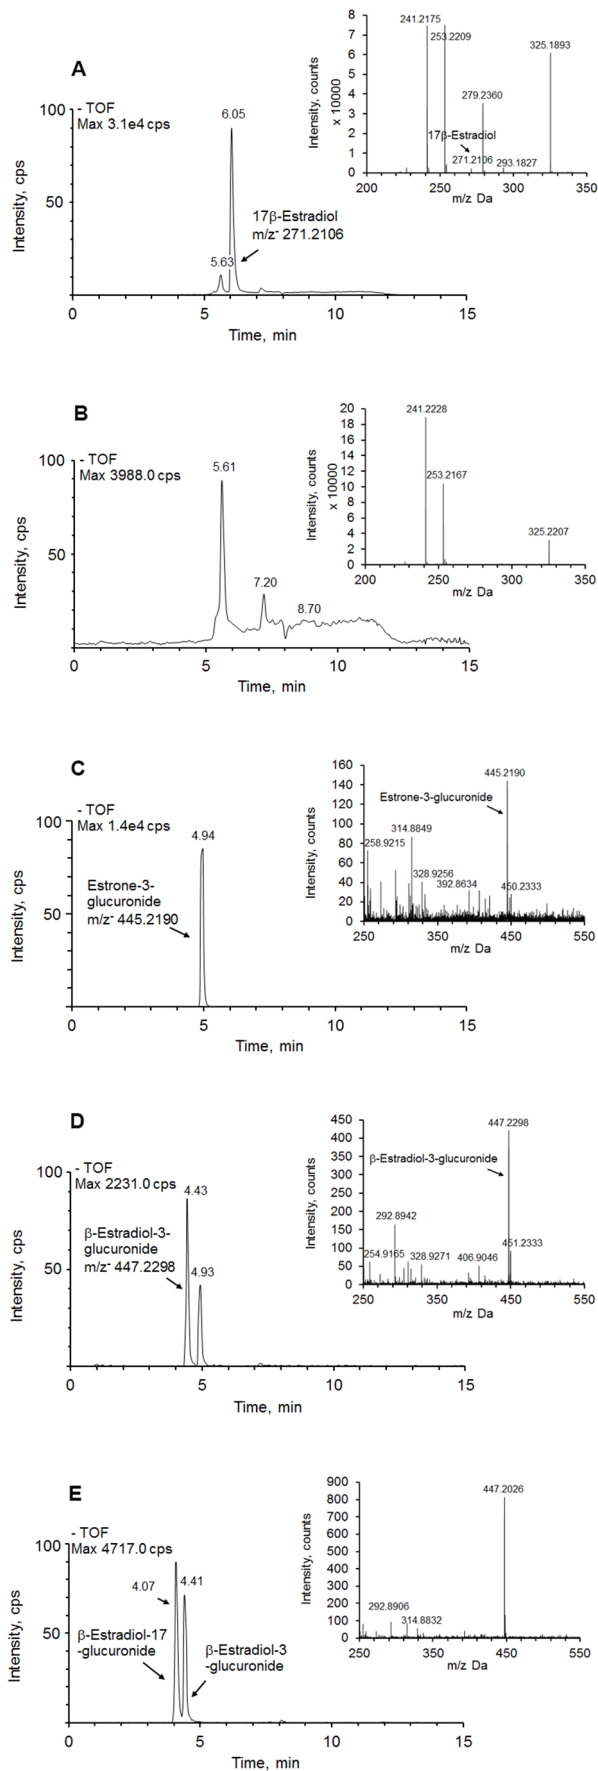 A
- TOF
Max 3.1e4 cps
100
50
Intensity, cps
6.05
5.63
17β-Estradiol
m/z- 271.2106
0 5 10 15
Time, min
8
7
6
5
4
3
2
1
0
Intensity, counts
x 10000
241.2175
253.2209
325.1893
279.2360
17β-Estradiol
271.2106
293.1827
200 250 300 350
m/z Da
B
- TOF
Max 3988.0 cps
100
50
Intensity, cps
5.61
7.20
8.70
0 5 10 15
Time, min
20
18
16
14
12
10
8
6
4
2
0
Intensity, counts
x 10000
241.2228
253.2167
325.2207
200 250 300 350
m/z Da
C
- TOF
Max 1.4e4 cps
100
50
Intensity, cps
4.94
Estrone-3-
glucuronide
m/z- 445.2190
0 5 10 15
Time, min
160
140
120
100
80
60
40
20
0
Intensity, counts
445.2190
Estrone-3-glucuronide
314.8849
258.9215
328.9256
392.8634
450.2333
250 350 450 550
m/z Da
D
- TOF
Max 2231.0 cps
100
50
Intensity, cps
4.43
4.93
β-Estradiol-3-
glucuronide
m/z- 447.2298
0 5 10 15
Time, min
450
400
350
300
250
200
150
100
50
0
Intensity, counts
447.2298
β-Estradiol-3-glucuronide
292.8942
254.9165
328.9271
406.9046
451.2333
250 350 450 550
m/z Da
E
- TOF
Max 4717.0 cps
100
50
Intensity, cps
4.07
4.41
β-Estradiol-17
-glucuronide
β-Estradiol-3
-glucuronide
0 5 10 15
Time, min
900
800
700
600
500
400
300
200
100
0
Intensity, counts
447.2026
292.8906
314.8832
250 350 450 550
m/z Da